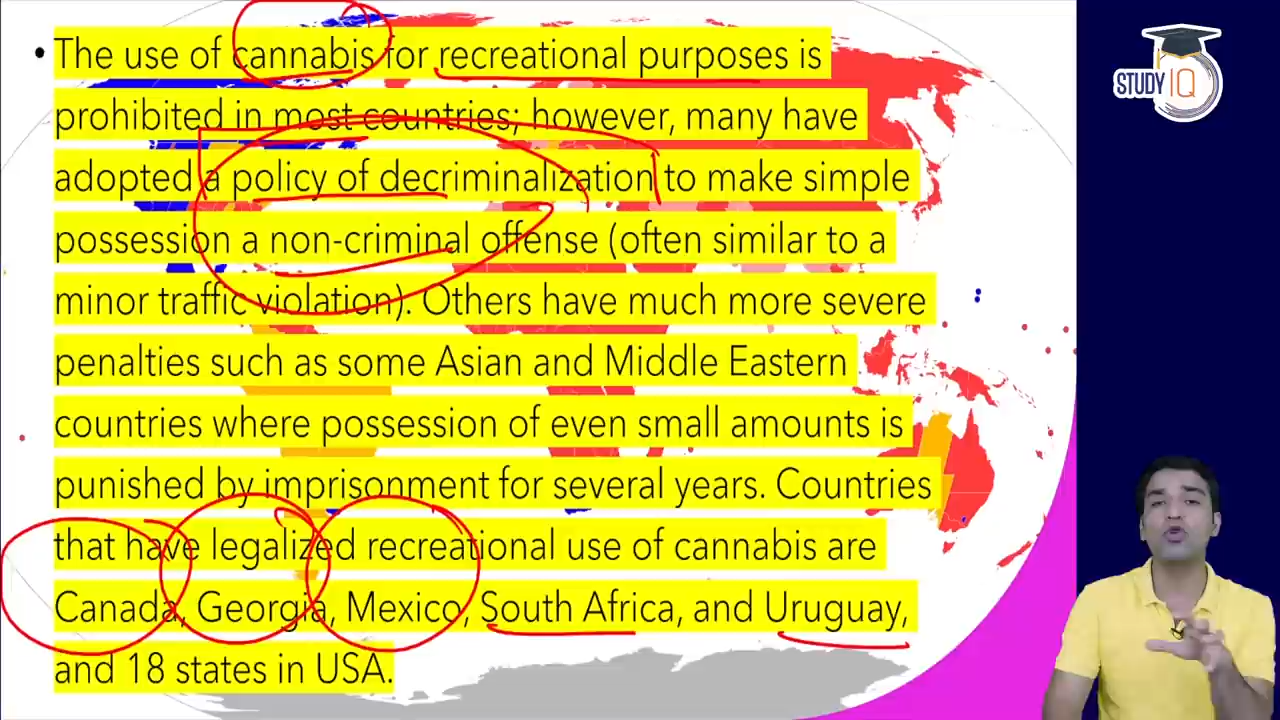 • The use of cannabis for recreational purposes is
prohibited in most countries; however, many have
adopted a policy of decriminalization to make simple
possession a non-criminal offense (often similar to a
minor traffic violation). Others have much more severe
penalties such as some Asian and Middle Eastern
countries where possession of even small amounts is
punished by imprisonment for several years. Countries
that have legalized recreational use of cannabis are
Canada, Georgia, Mexico, South Africa, and Uruguay,
and 18 states in USA.
STUDY IQ